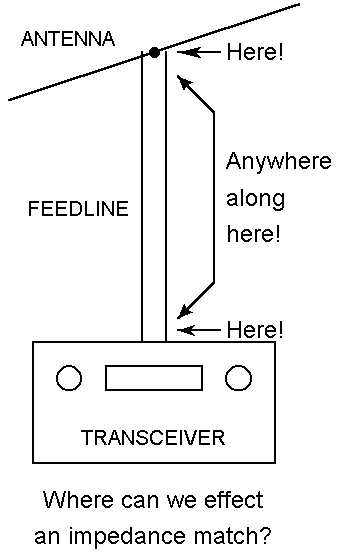 ANTENNA
Here!
Anywhere
along
here!
FEEDLINE
Here!
TRANSCEIVER
Where can we effect
an impedance match?